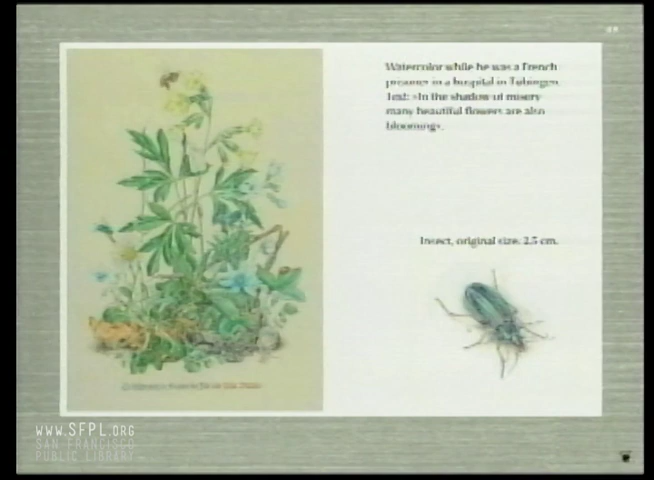 Watercolor while he was a French
prisoner in a hospital in Tübingen.
Text: »In the shadow of misery
many beautiful flowers are also
blooming«.
Insect, original size: 2.5 cm.
WWW.SFPL.ORG
SAN FRANCISCO
PUBLIC LIBRARY